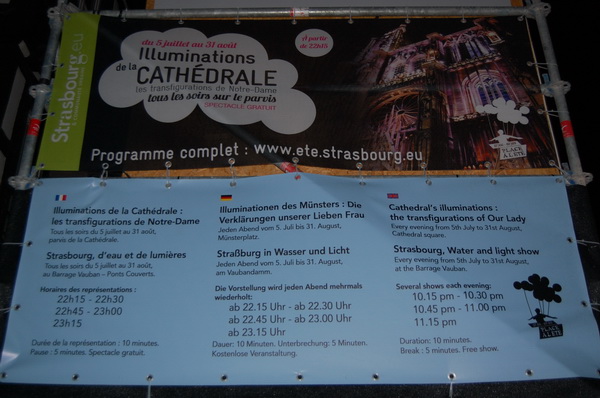 Strasbourg.eu
du 5 juillet au 31 août
Illuminations
de la CATHÉDRALE
les transfigurations de Notre-Dame
tous les soirs sur le parvis
SPECTACLE GRATUIT
À partir
de 22h15
PLACE
À L'ÉTÉ
Programme complet : www.ete.strasbourg.eu
Illuminations de la Cathédrale :
les transfigurations de Notre-Dame
Tous les soirs du 5 juillet au 31 août,
parvis de la Cathédrale.
Strasbourg, d'eau et de lumières
Tous les soirs du 5 juillet au 31 août,
au Barrage Vauban – Ponts Couverts.
Horaires des représentations :
22h15 - 22h30
22h45 - 23h00
23h15
Durée de la représentation : 10 minutes.
Pause : 5 minutes. Spectacle gratuit.
Illuminationen des Münsters : Die
Verklärungen unserer Lieben Frau
Jeden Abend vom 5. Juli bis 31. August,
Münsterplatz.
Straßburg in Wasser und Licht
Jeden Abend vom 5. Juli bis 31. August,
am Vaubandamm.
Die Vorstellung wird jeden Abend mehrmals
wiederholt:
ab 22.15 Uhr - ab 22.30 Uhr
ab 22.45 Uhr - ab 23.00 Uhr
ab 23.15 Uhr
Dauer: 10 Minuten. Unterbrechung: 5 Minuten.
Kostenlose Veranstaltung.
Cathedral's illuminations :
the transfigurations of Our Lady
Every evening from 5th July to 31st August,
Cathedral square.
Strasbourg, Water and light show
Every evening from 5th July to 31st August,
at the Barrage Vauban.
Several shows each evening:
10.15 pm - 10.30 pm
10.45 pm - 11.00 pm
11.15 pm
Duration: 10 minutes.
Break : 5 minutes. Free show.
PLACE
À L'ÉTÉ